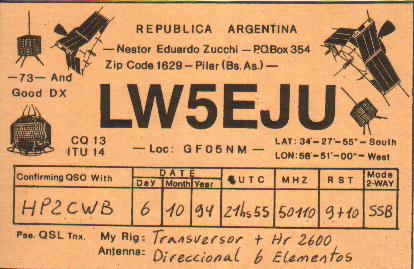 REPUBLICA ARGENTINA
— Nestor Eduardo Zucchi — P.O.Box 354
Zip Code 1629 — Pilar (Bs. As.) —
—73— And
Good DX
LW5EJU
CQ 13
ITU 14
— Loc: GF05NM —
LAT: 34°-27'-55" - South
LON: 58°-51'-00" - West
Confirming QSO With DATE Day Month Year UTC MHZ RST Mode 2-WAY
HP2CWB 6 10 94 21hs55 50110 9+10 SSB
Pse. QSL Tnx. My Rig: Transversor + Hr 2600
Antenna: Direccional 6 Elementos